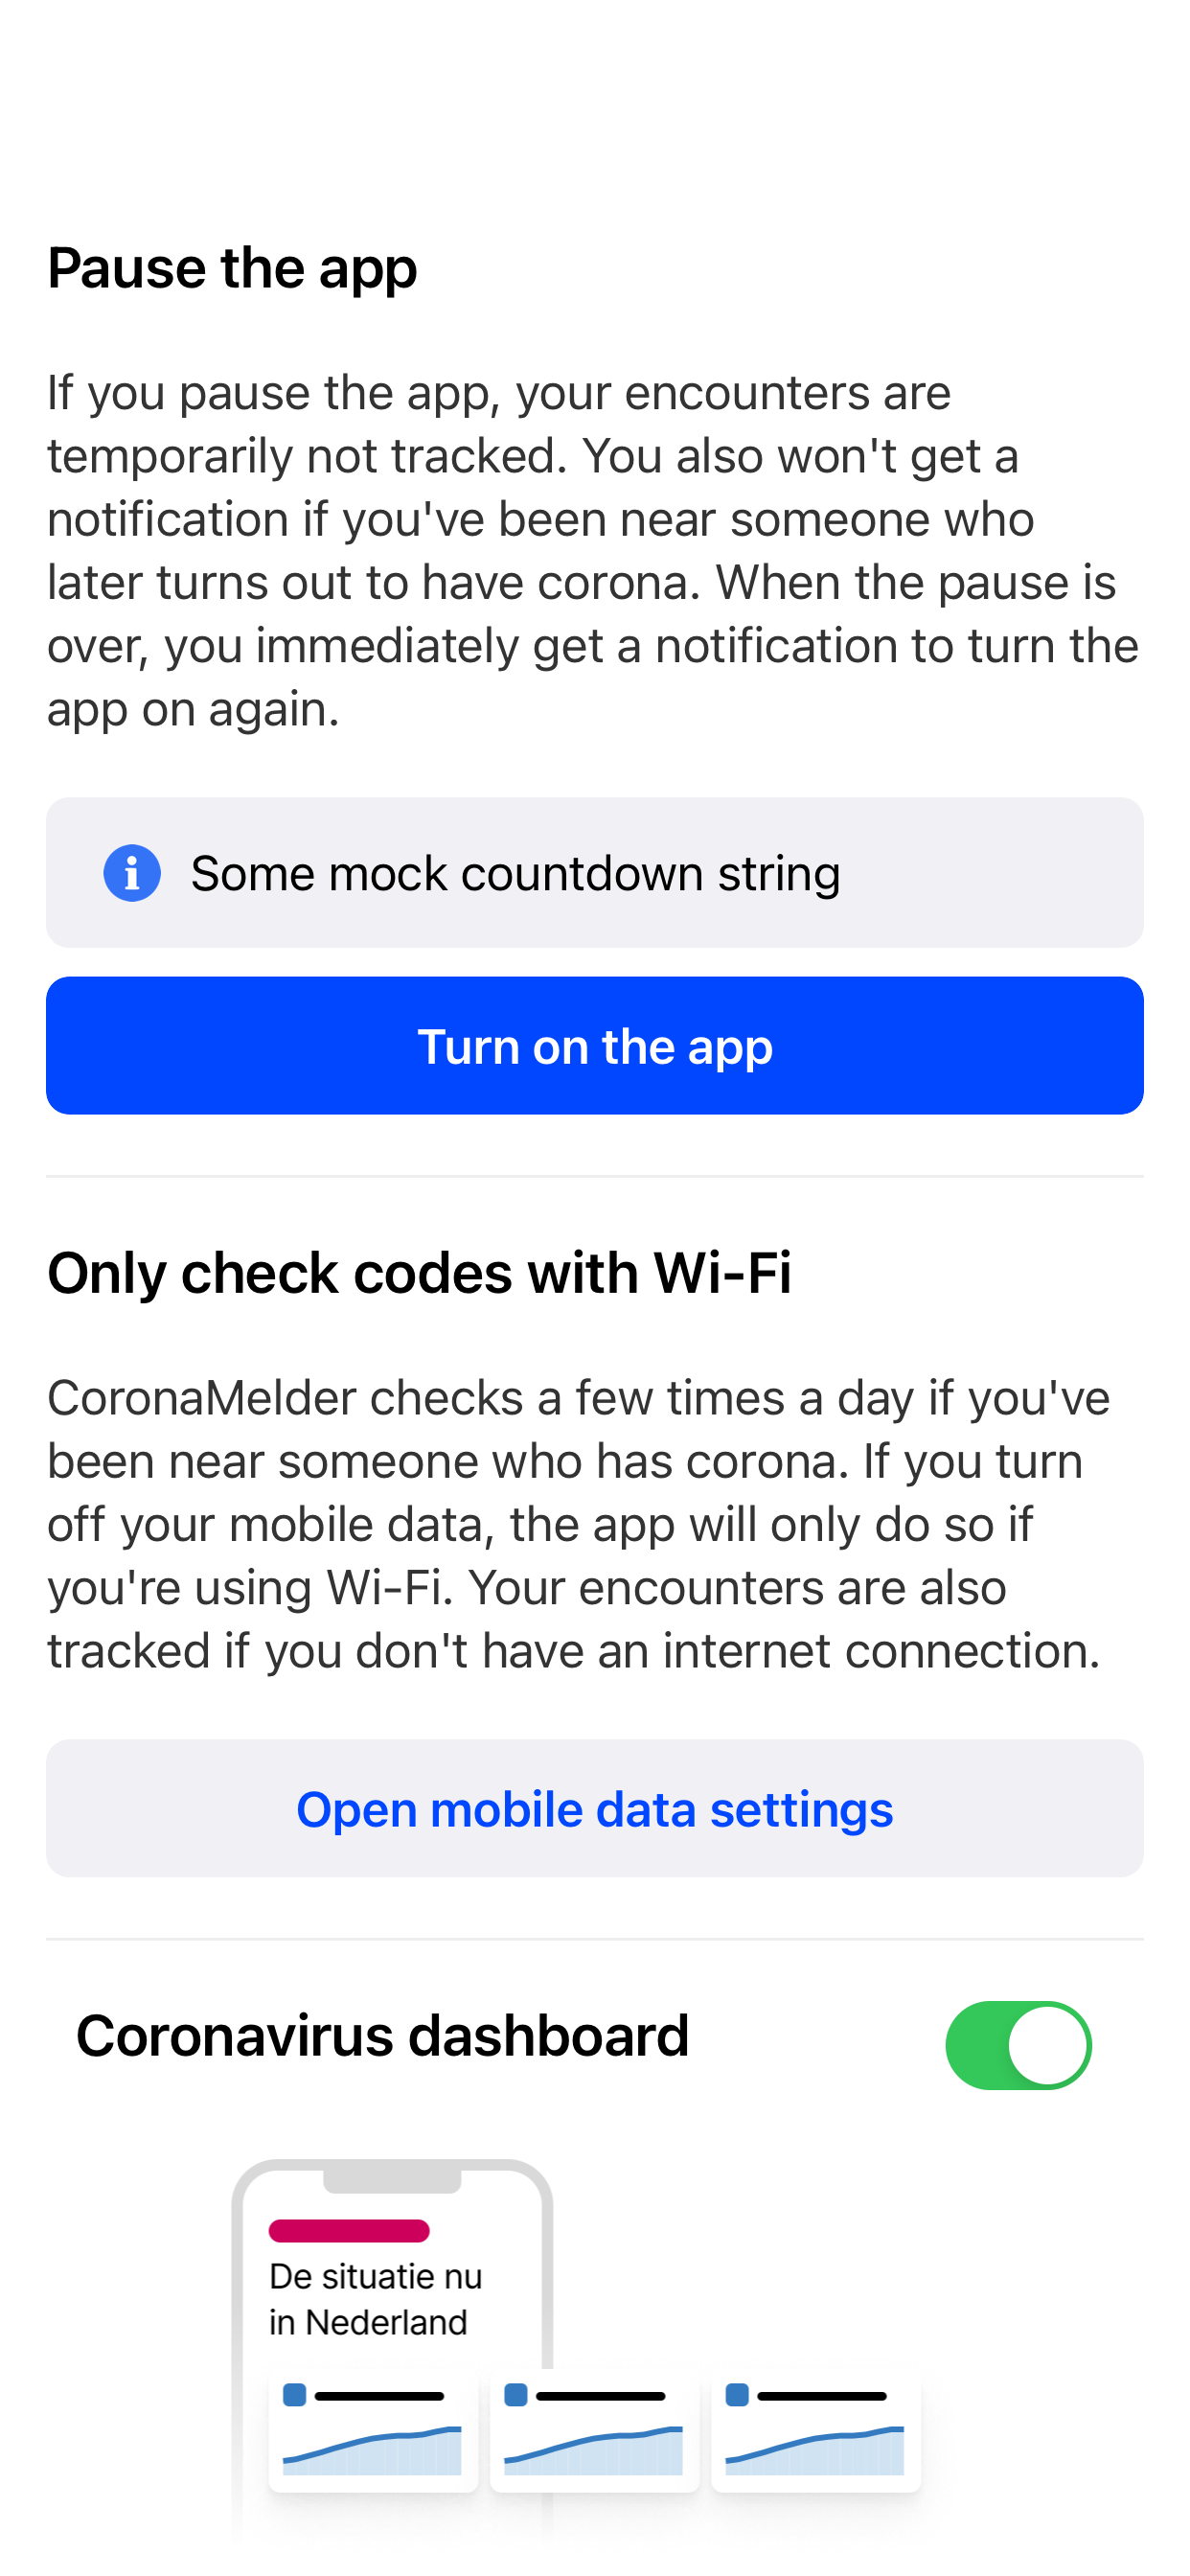 Pause the app
If you pause the app, your encounters are
temporarily not tracked. You also won't get a
notification if you've been near someone who
later turns out to have corona. When the pause is
over, you immediately get a notification to turn the
app on again.
Some mock countdown string
Turn on the app
Only check codes with Wi-Fi
CoronaMelder checks a few times a day if you've
been near someone who has corona. If you turn
off your mobile data, the app will only do so if
you're using Wi-Fi. Your encounters are also
tracked if you don't have an internet connection.
Open mobile data settings
Coronavirus dashboard
De situatie nu
in Nederland